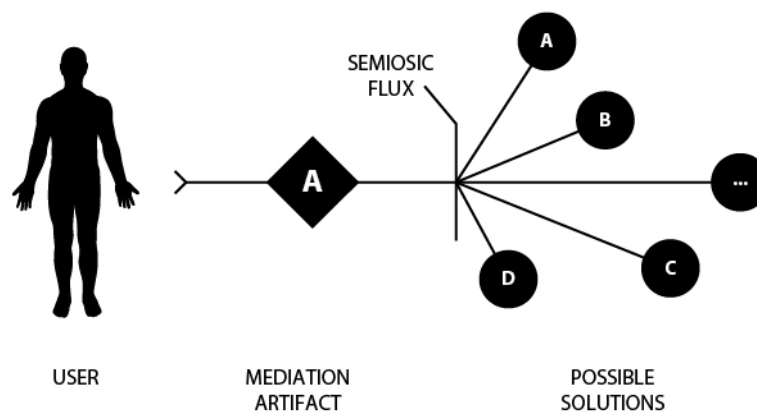 A
SEMIOSIC
FLUX
B
A
...
D
C
USER
MEDIATION
ARTIFACT
POSSIBLE
SOLUTIONS